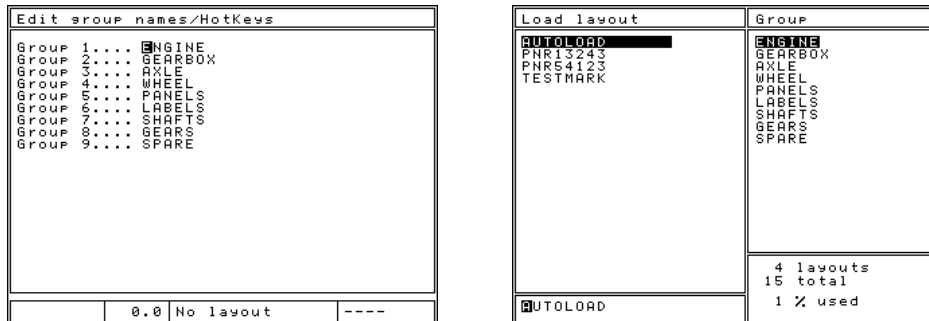 Edit group names/HotKeys
Group 1.... ENGINE
Group 2.... GEARBOX
Group 3.... AXLE
Group 4.... WHEEL
Group 5.... PANELS
Group 6.... LABELS
Group 7.... SHAFTS
Group 8.... GEARS
Group 9.... SPARE
0.0 No layout ----
Load layout
AUTOLOAD
PNR13243
PNR54123
TESTMARK
AUTOLOAD
Group
ENGINE
GEARBOX
AXLE
WHEEL
PANELS
LABELS
SHAFTS
GEARS
SPARE
4 layouts
15 total
1 % used